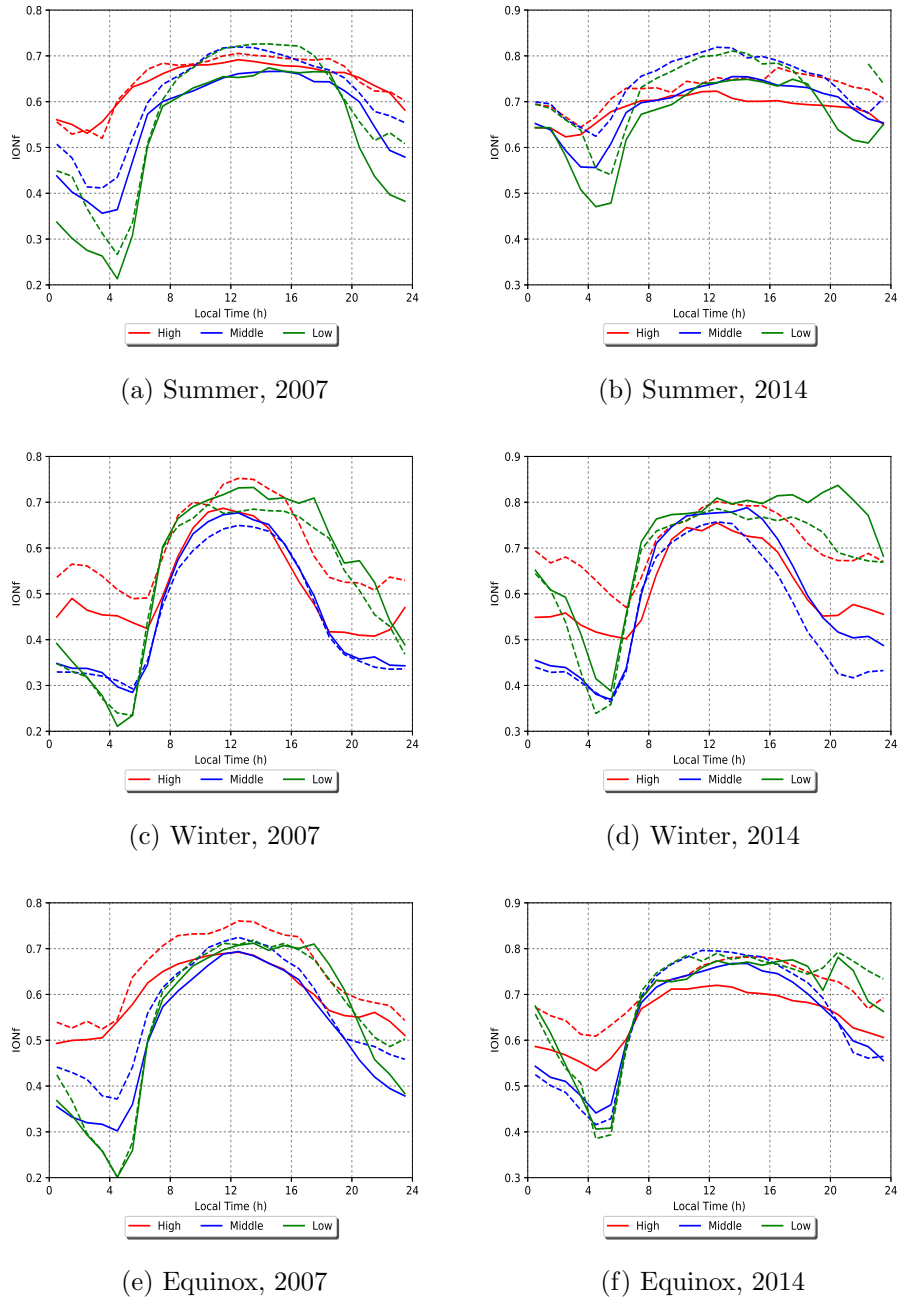 0.8
0.7
0.6
0.5
0.4
0.3
0.2
IONf
0 4 8 12 16 20 24
Local Time (h)
High Middle Low
(a) Summer, 2007
0.9
0.8
0.7
0.6
0.5
0.4
0.3
IONf
0 4 8 12 16 20 24
Local Time (h)
High Middle Low
(b) Summer, 2014
0.8
0.7
0.6
0.5
0.4
0.3
0.2
IONf
0 4 8 12 16 20 24
Local Time (h)
High Middle Low
(c) Winter, 2007
0.9
0.8
0.7
0.6
0.5
0.4
0.3
IONf
0 4 8 12 16 20 24
Local Time (h)
High Middle Low
(d) Winter, 2014
0.8
0.7
0.6
0.5
0.4
0.3
0.2
IONf
0 4 8 12 16 20 24
Local Time (h)
High Middle Low
(e) Equinox, 2007
0.9
0.8
0.7
0.6
0.5
0.4
0.3
IONf
0 4 8 12 16 20 24
Local Time (h)
High Middle Low
(f) Equinox, 2014